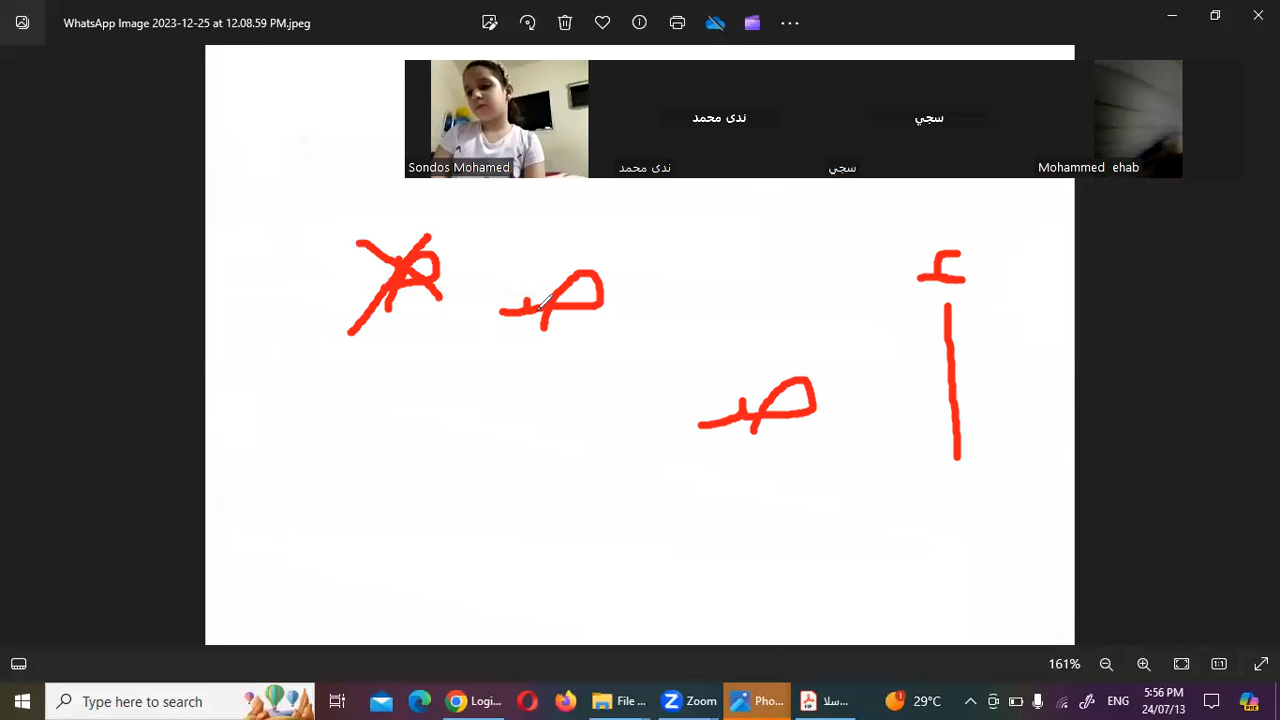 WhatsApp Image 2023-12-25 at 12.08.59 PM.jpeg
ندى محمد
سجي
Sondos Mohamed
ندى محمد
سجي
Mohammed ehab
أ
صـ
صـ
161%
Type here to search
Logi...
File ...
Zoom
Pho...
سلا...
29°C
ENG
5:56 PM
24/07/13